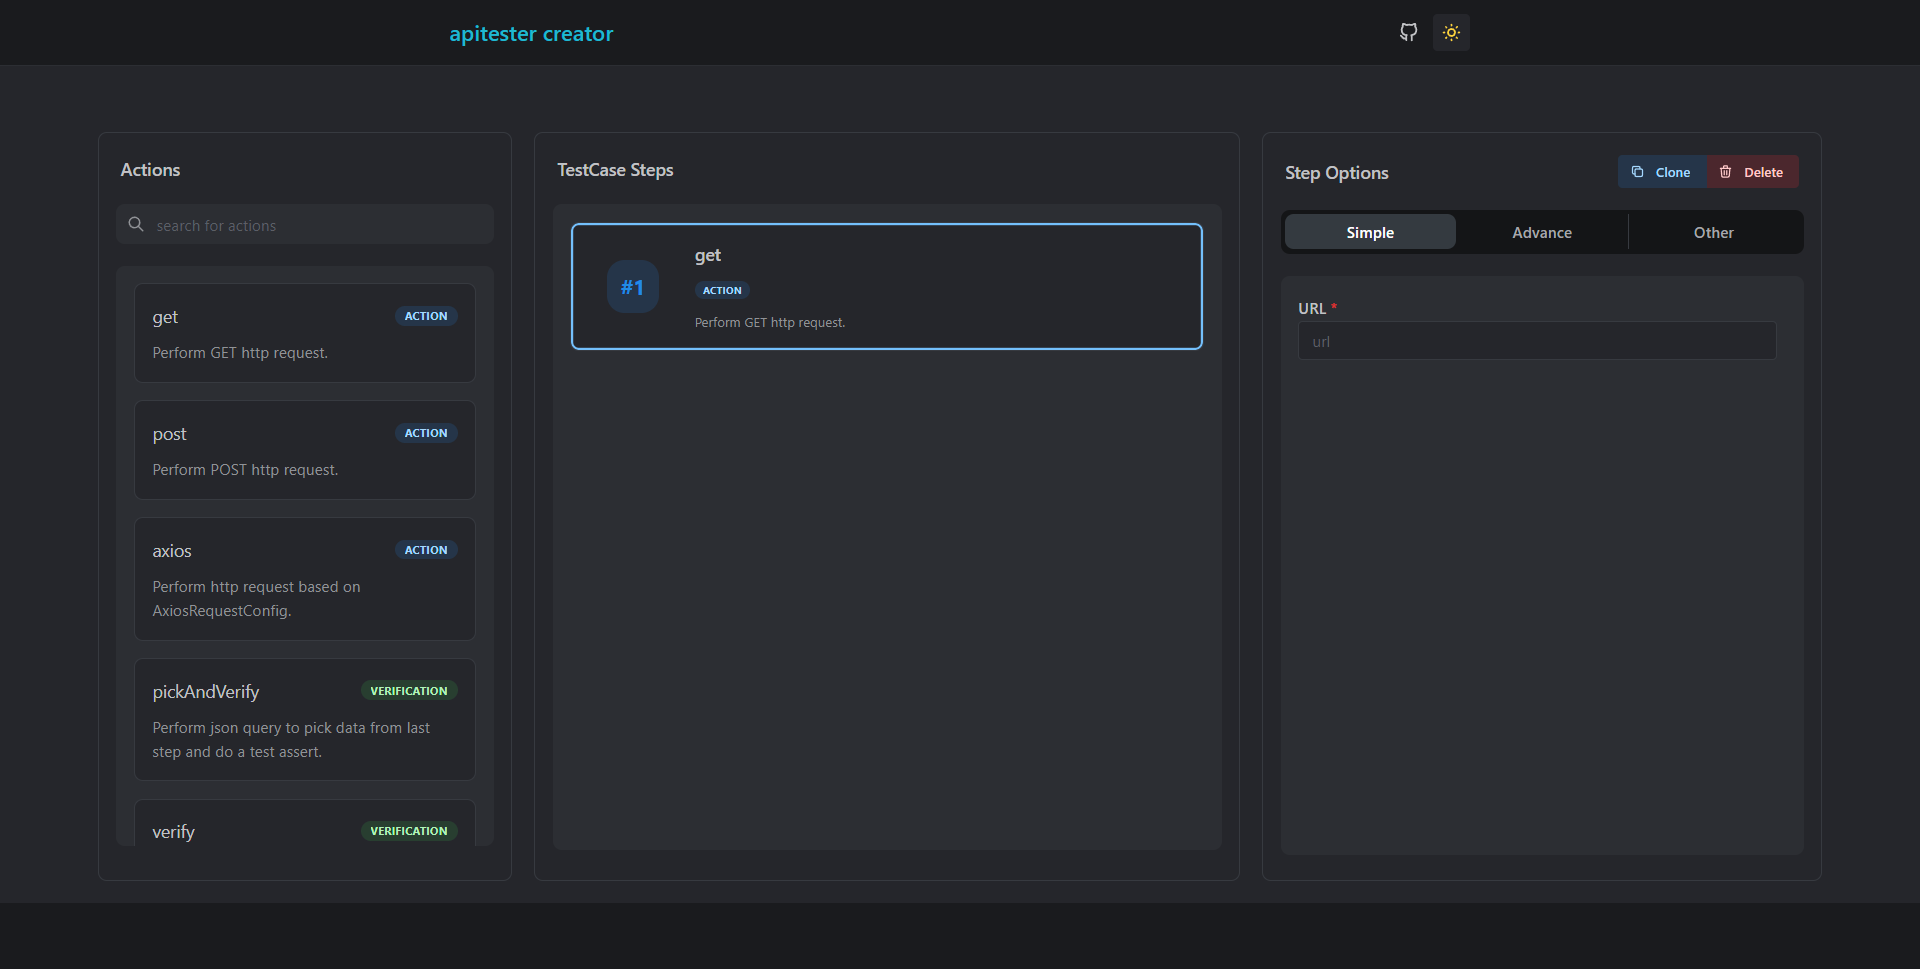 apitester creator
Actions
search for actions
get
ACTION
Perform GET http request.
post
ACTION
Perform POST http request.
axios
ACTION
Perform http request based on
AxiosRequestConfig.
pickAndVerify
VERIFICATION
Perform json query to pick data from last
step and do a test assert.
verify
VERIFICATION
TestCase Steps
#1
get
ACTION
Perform GET http request.
Step Options
Clone
Delete
Simple
Advance
Other
URL *
url